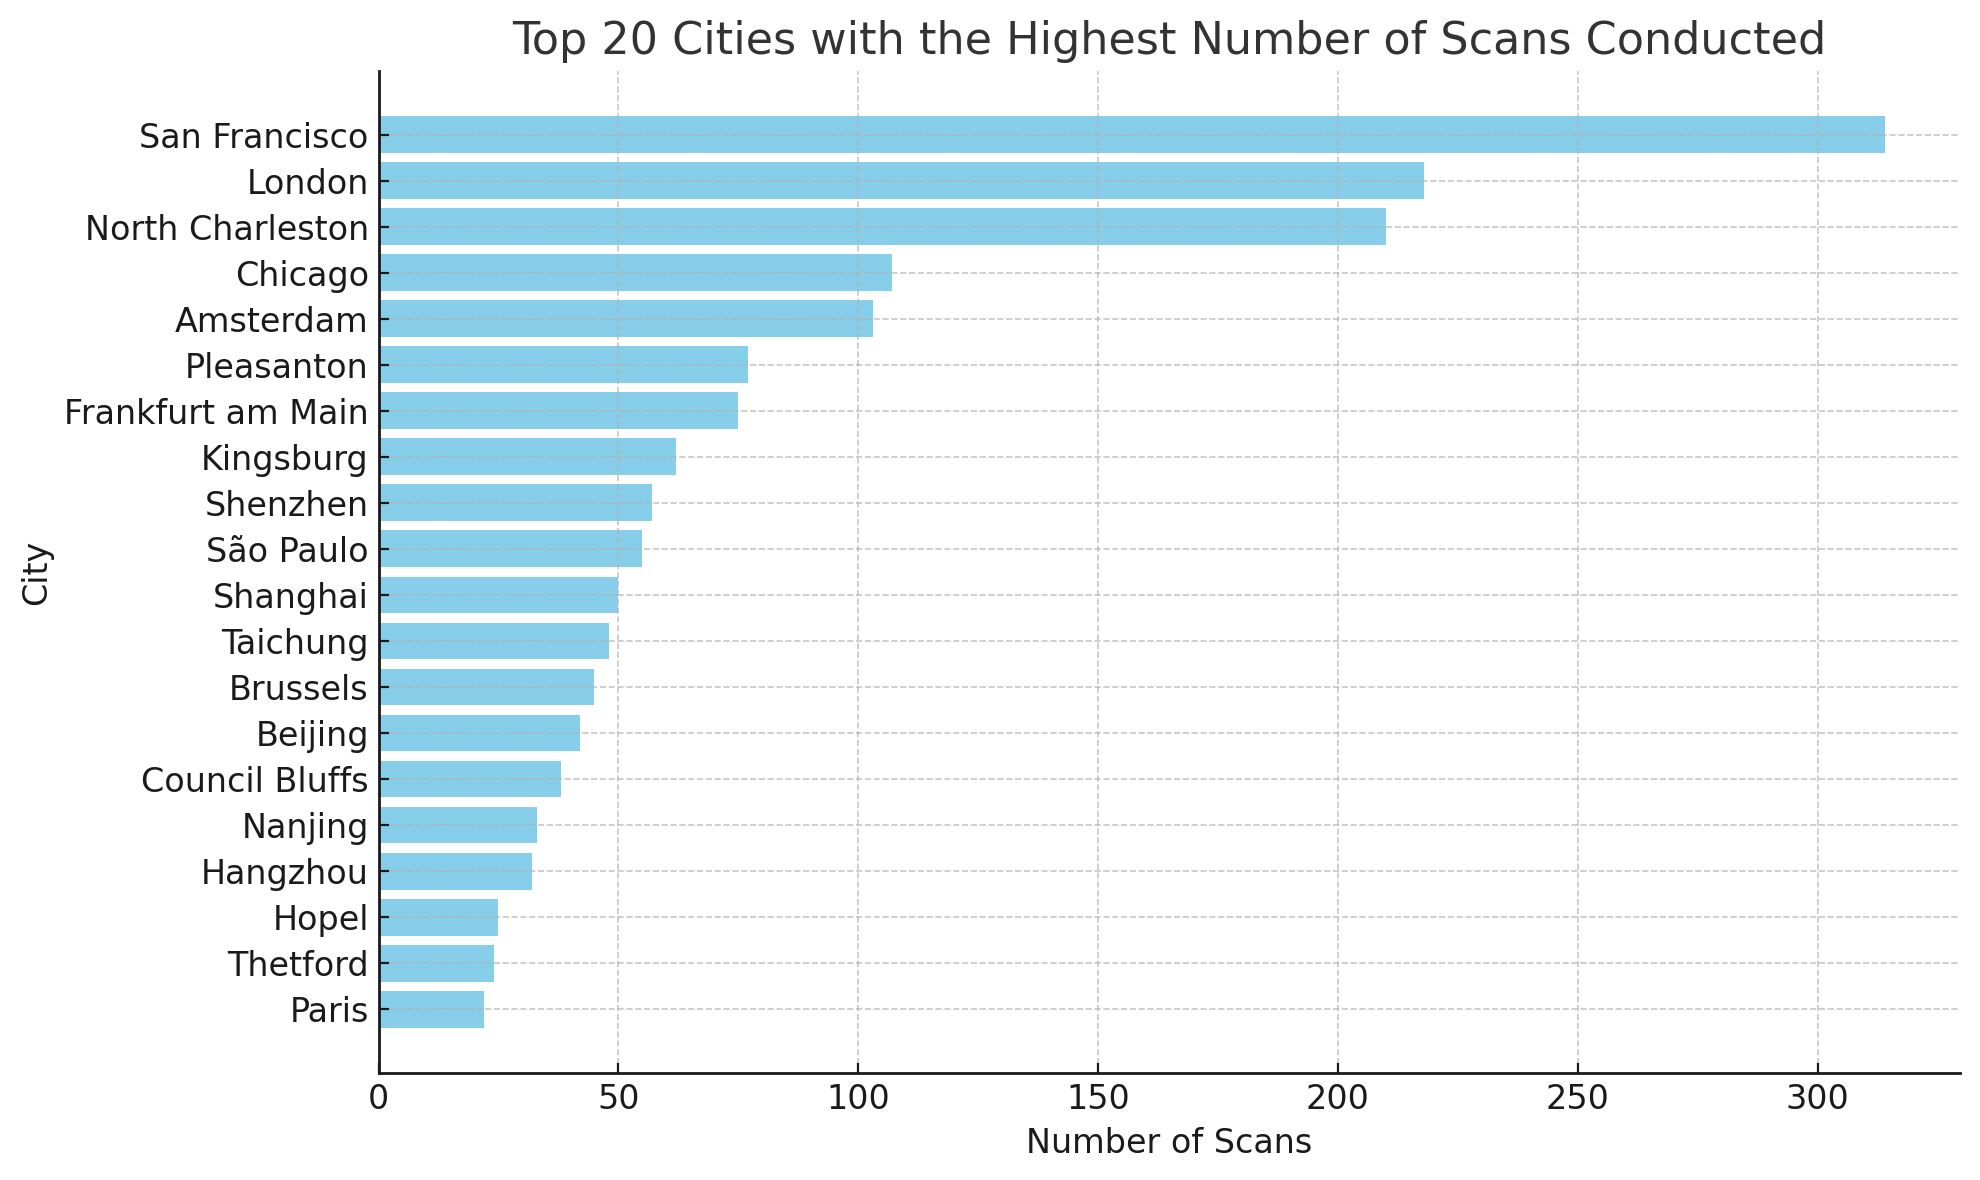 Top 20 Cities with the Highest Number of Scans Conducted
San Francisco
London
North Charleston
Chicago
Amsterdam
Pleasanton
Frankfurt am Main
Kingsburg
Shenzhen
São Paulo
Shanghai
Taichung
Brussels
Beijing
Council Bluffs
Nanjing
Hangzhou
Hopel
Thetford
Paris
City
0 50 100 150 200 250 300
Number of Scans